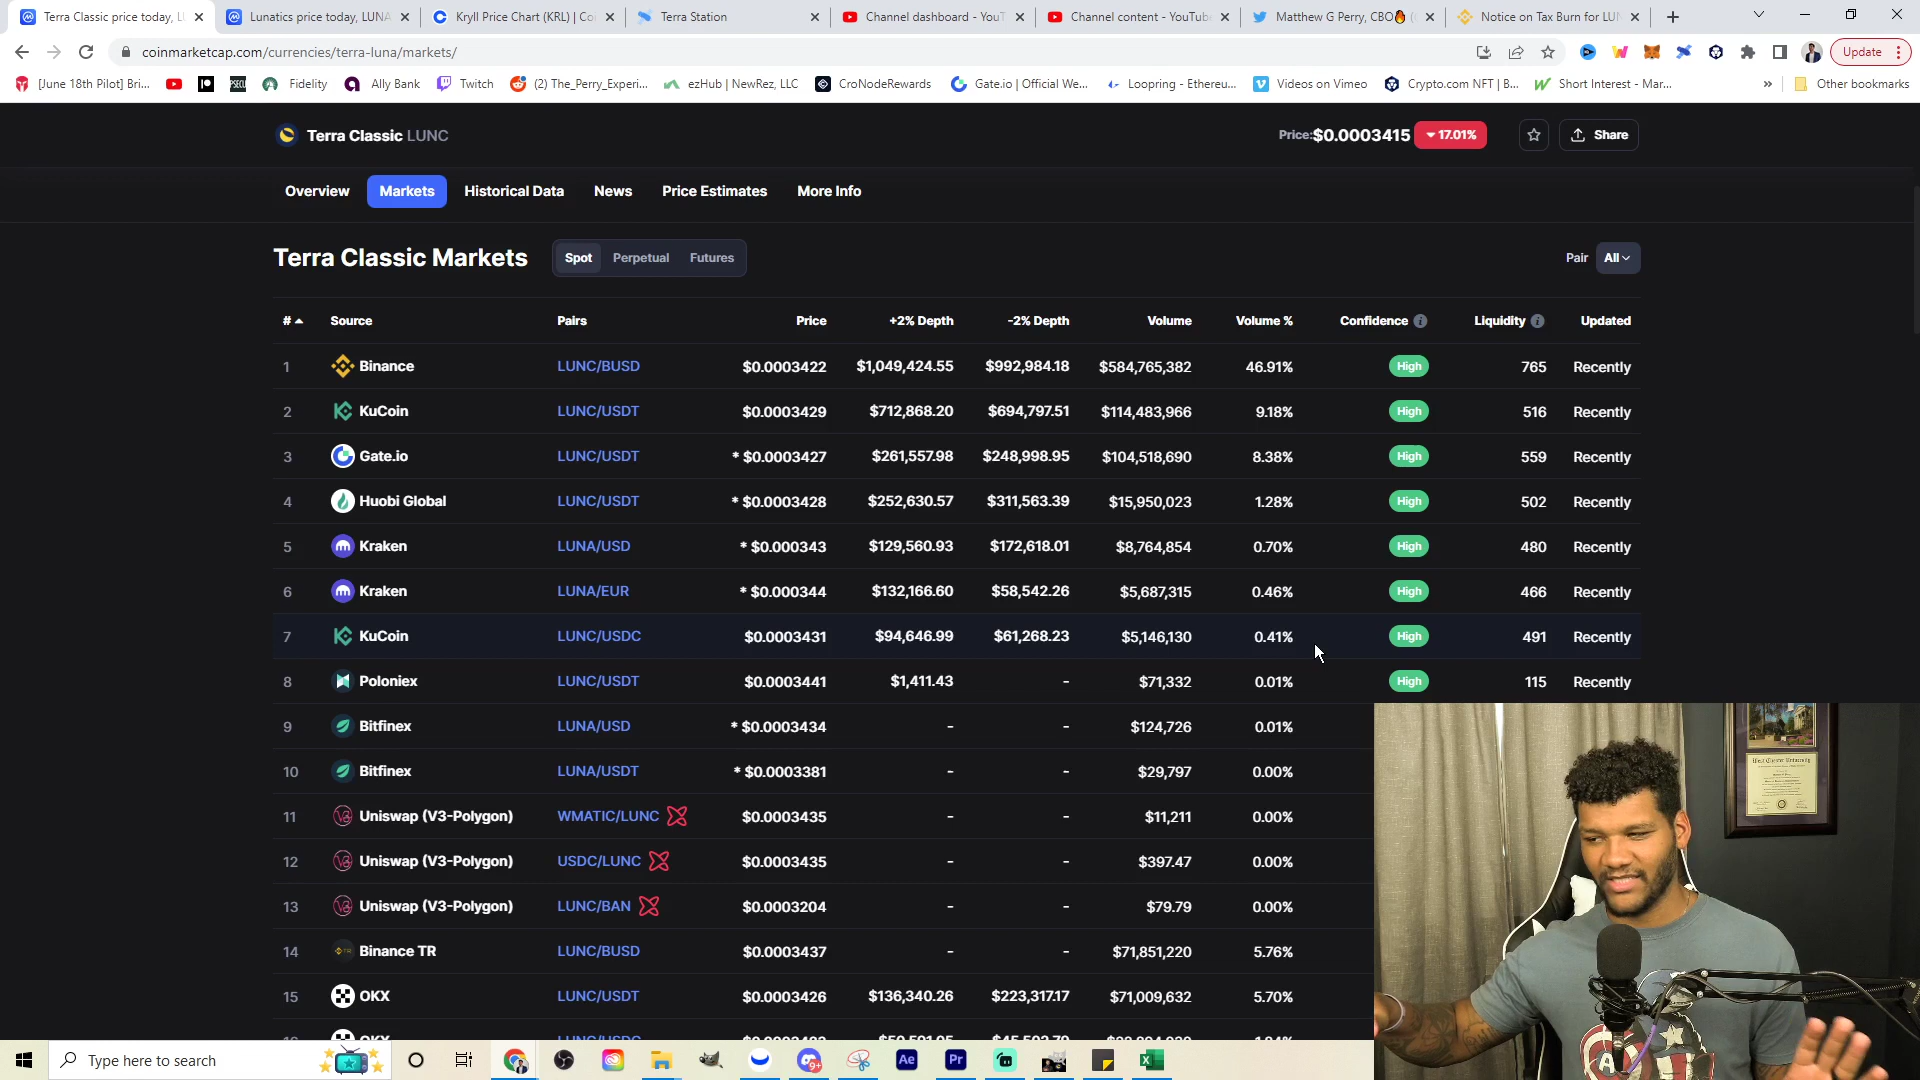 Terra Classic price today, LU
Lunatics price today, LUNA
Kryll Price Chart (KRL) | Co
Terra Station
Channel dashboard - YouT
Channel content - YouTube
Matthew G Perry, CBO🔥 (
Notice on Tax Burn for LUN
coinmarketcap.com/currencies/terra-luna/markets/
Update
[June 18th Pilot] Bri...
Fidelity
Ally Bank
Twitch
(2) The_Perry_Experi...
ezHub | NewRez, LLC
CroNodeRewards
Gate.io | Official We...
Loopring - Ethereu...
Videos on Vimeo
Crypto.com NFT | B...
Short Interest - Mar...
»
Other bookmarks
Terra Classic LUNC
Price:$0.0003415 17.01%
Share
Overview Markets Historical Data News Price Estimates More Info
Terra Classic Markets
Spot Perpetual Futures
Pair All
# Source Pairs Price +2% Depth -2% Depth Volume Volume % Confidence Liquidity Updated
1 Binance LUNC/BUSD $0.0003422 $1,049,424.55 $992,984.18 $584,765,382 46.91% High 765 Recently
2 KuCoin LUNC/USDT $0.0003429 $712,868.20 $694,797.51 $114,483,966 9.18% High 516 Recently
3 Gate.io LUNC/USDT * $0.0003427 $261,557.98 $248,998.95 $104,518,690 8.38% High 559 Recently
4 Huobi Global LUNC/USDT * $0.0003428 $252,630.57 $311,563.39 $15,950,023 1.28% High 502 Recently
5 Kraken LUNA/USD * $0.000343 $129,560.93 $172,618.01 $8,764,854 0.70% High 480 Recently
6 Kraken LUNA/EUR * $0.000344 $132,166.60 $58,542.26 $5,687,315 0.46% High 466 Recently
7 KuCoin LUNC/USDC $0.0003431 $94,646.99 $61,268.23 $5,146,130 0.41% High 491 Recently
8 Poloniex LUNC/USDT $0.0003441 $1,411.43 - $71,332 0.01% High 115 Recently
9 Bitfinex LUNA/USD * $0.0003434 - - $124,726 0.01%
10 Bitfinex LUNA/USDT * $0.0003381 - - $29,797 0.00%
11 Uniswap (V3-Polygon) WMATIC/LUNC $0.0003435 - - $11,211 0.00%
12 Uniswap (V3-Polygon) USDC/LUNC $0.0003435 - - $397.47 0.00%
13 Uniswap (V3-Polygon) LUNC/BAN $0.0003204 - - $79.79 0.00%
14 Binance TR LUNC/BUSD $0.0003437 - - $71,851,220 5.76%
15 OKX LUNC/USDT $0.0003426 $136,340.26 $223,317.17 $71,009,632 5.70%
OKX LUNC/USDC
West Chester University
Type here to search
Ae
Pr